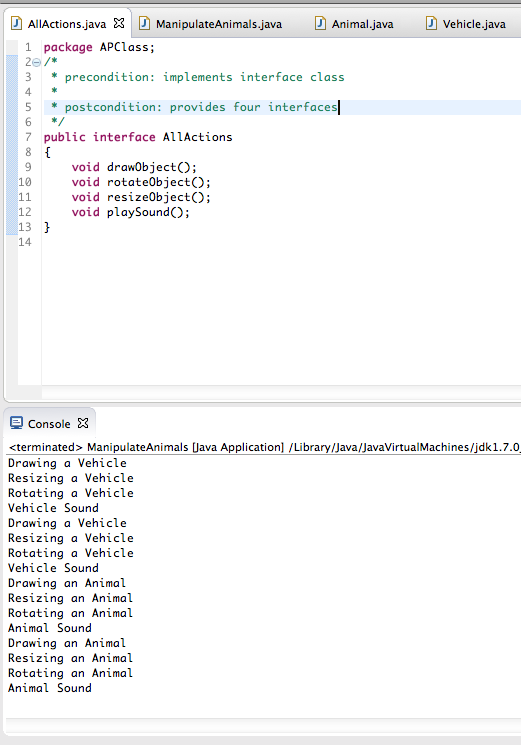 AllActions.java ManipulateAnimals.java Animal.java Vehicle.java
1 package APClass;
2 /*
3 * precondition: implements interface class
4 *
5 * postcondition: provides four interfaces
6 */
7 public interface AllActions
8 {
9 void drawObject();
10 void rotateObject();
11 void resizeObject();
12 void playSound();
13 }
14
Console
<terminated> ManipulateAnimals [Java Application] /Library/Java/JavaVirtualMachines/jdk1.7.0_
Drawing a Vehicle
Resizing a Vehicle
Rotating a Vehicle
Vehicle Sound
Drawing a Vehicle
Resizing a Vehicle
Rotating a Vehicle
Vehicle Sound
Drawing an Animal
Resizing an Animal
Rotating an Animal
Animal Sound
Drawing an Animal
Resizing an Animal
Rotating an Animal
Animal Sound